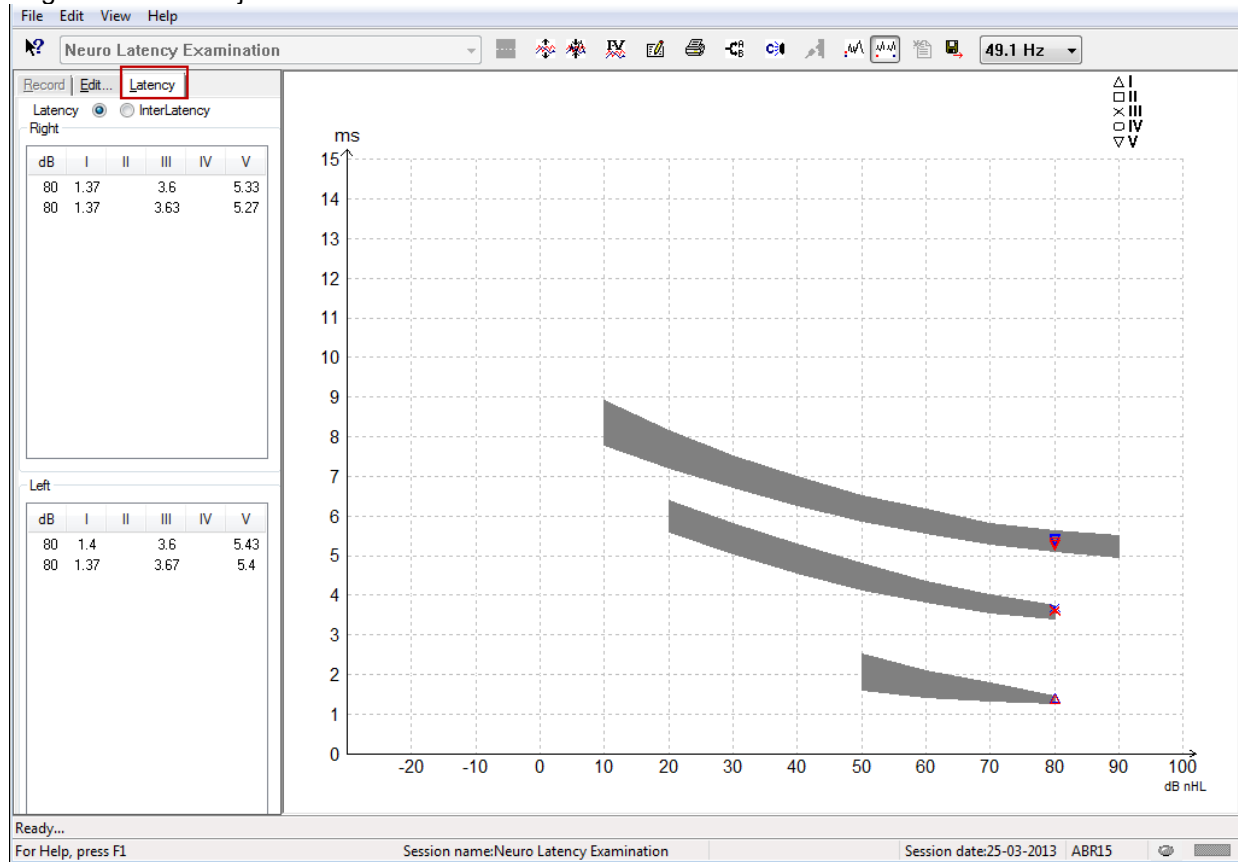 File Edit View Help
Neuro Latency Examination
49.1 Hz
Record Edit... Latency
Latency InterLatency
Right
dB I II III IV V
80 1.37 3.6 5.33
80 1.37 3.63 5.27
Left
dB I II III IV V
80 1.4 3.6 5.43
80 1.37 3.67 5.4
I
II
III
IV
V
ms
15
14
13
12
11
10
9
8
7
6
5
4
3
2
1
0
-20 -10 0 10 20 30 40 50 60 70 80 90 100
dB nHL
Ready...
For Help, press F1 Session name:Neuro Latency Examination Session date:25-03-2013 ABR15